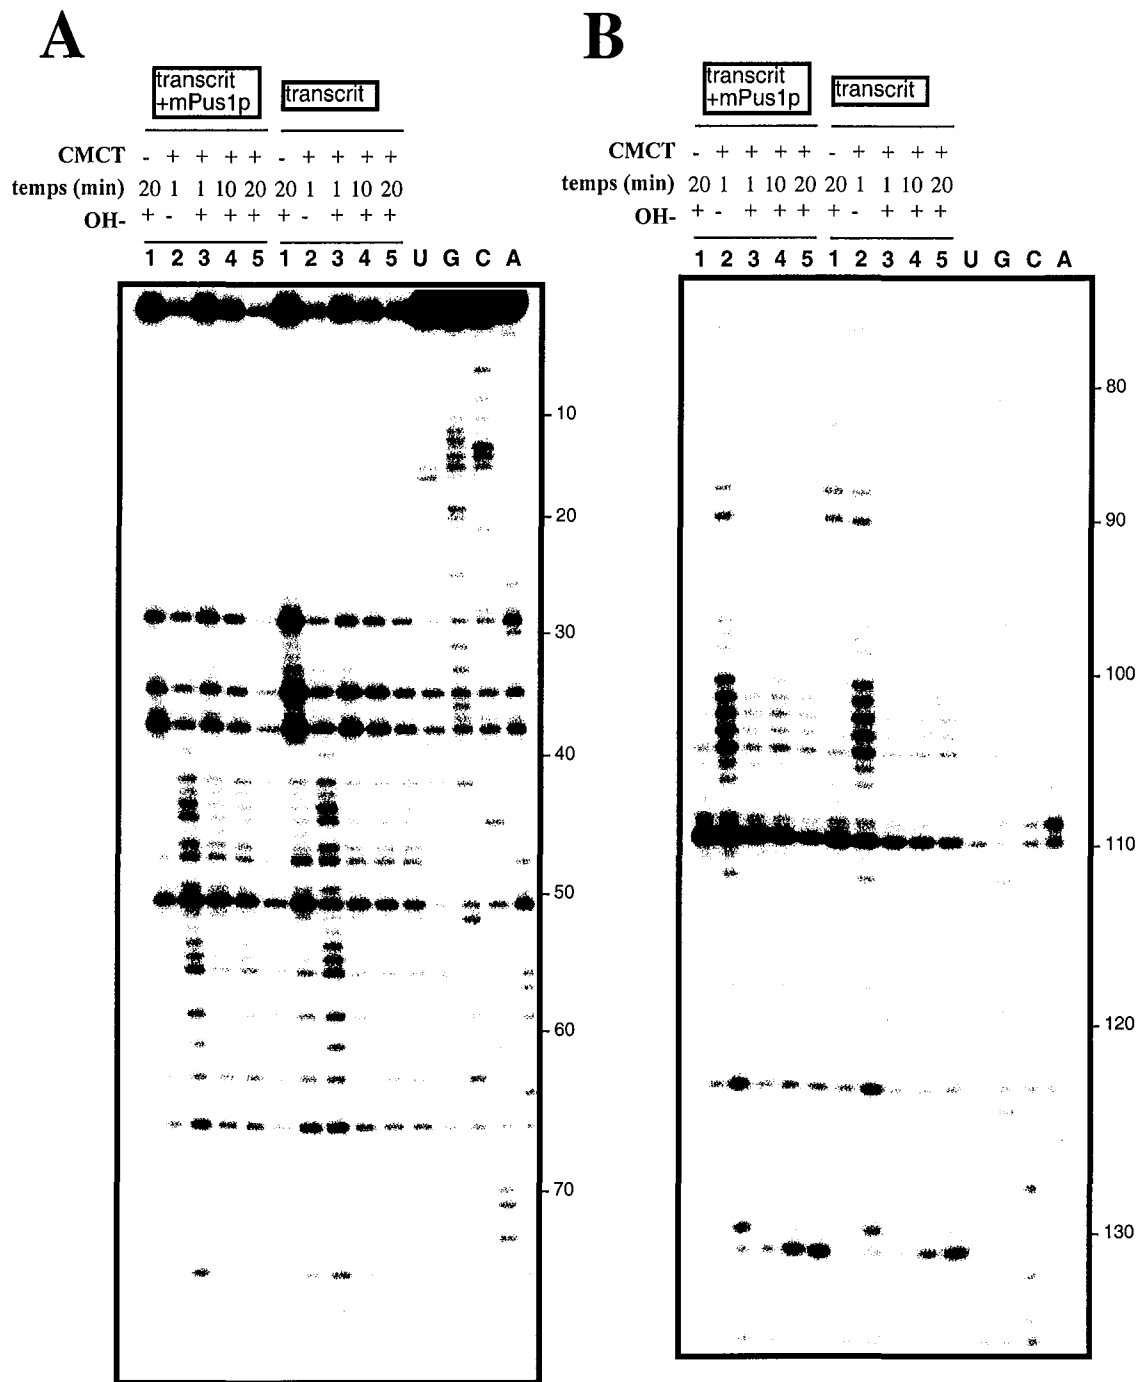 A
transcrit
+mPus1p
transcrit
CMCT - + + + + - + + + +
temps (min) 20 1 1 10 20 20 1 1 10 20
OH- + - + + + + - + + +
1 2 3 4 5 1 2 3 4 5 U G C A
10
20
30
40
50
60
70
B
transcrit
+mPus1p
transcrit
CMCT - + + + + - + + + +
temps (min) 20 1 1 10 20 20 1 1 10 20
OH- + - + + + + - + + +
1 2 3 4 5 1 2 3 4 5 U G C A
80
90
100
110
120
130